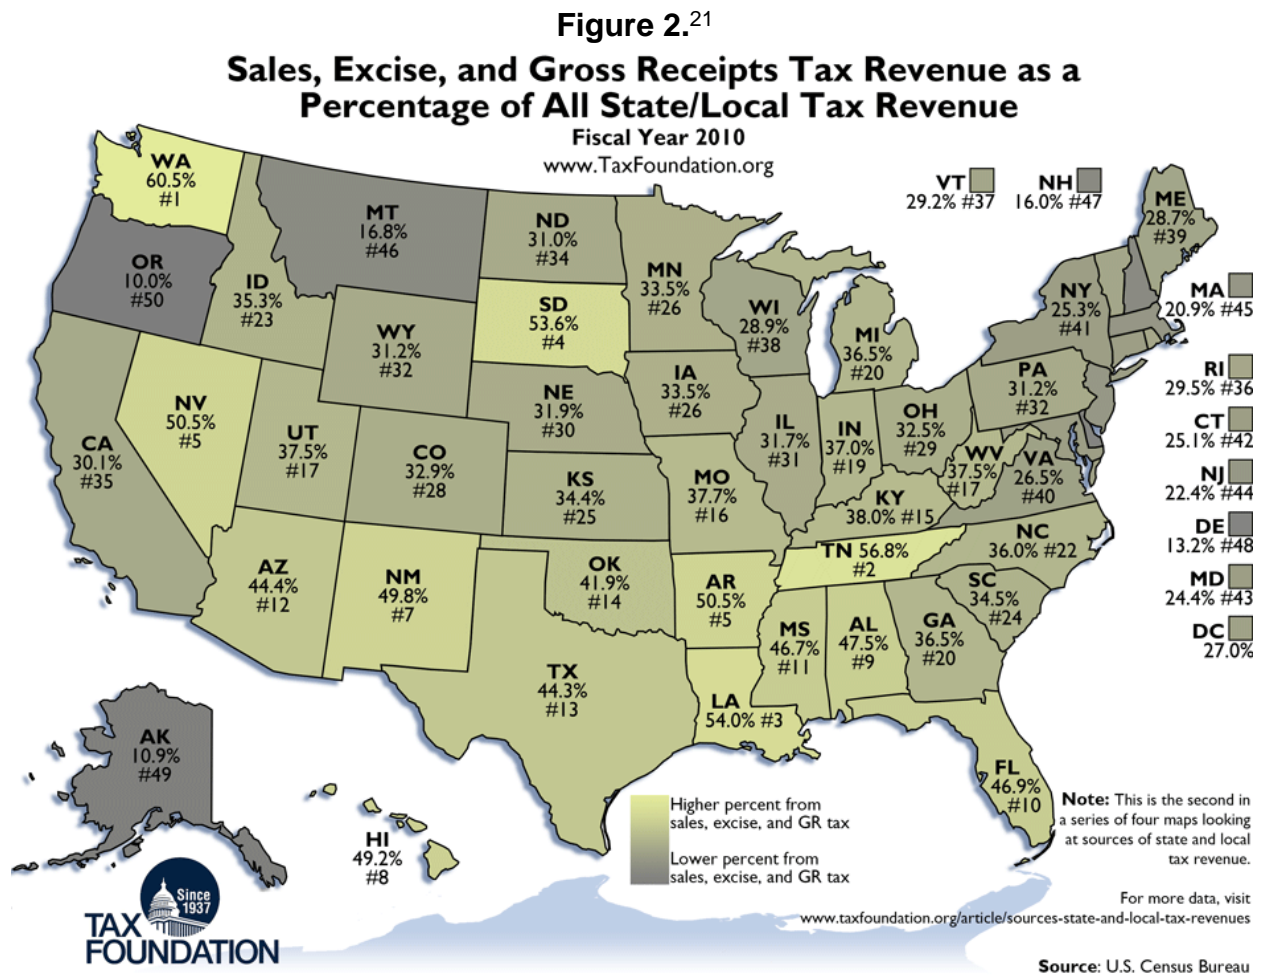 Figure 2.21
Sales, Excise, and Gross Receipts Tax Revenue as a
Percentage of All State/Local Tax Revenue
Fiscal Year 2010
www.TaxFoundation.org
WA
60.5%
#1
OR
10.0%
#50
ID
35.3%
#23
MT
16.8%
#46
ND
31.0%
#34
SD
53.6%
#4
MN
33.5%
#26
WI
28.9%
#38
MI
36.5%
#20
VT
29.2% #37
NH
16.0% #47
ME
28.7%
#39
NY
25.3%
#41
MA
20.9% #45
RI
29.5% #36
CT
25.1% #42
NJ
22.4% #44
DE
13.2% #48
MD
24.4% #43
DC
27.0%
WY
31.2%
#32
NE
31.9%
#30
IA
33.5%
#26
IL
31.7%
#31
IN
37.0%
#19
OH
32.5%
#29
PA
31.2%
#32
WV
37.5%
#17
VA
26.5%
#40
CA
30.1%
#35
NV
50.5%
#5
UT
37.5%
#17
CO
32.9%
#28
KS
34.4%
#25
MO
37.7%
#16
KY
38.0% #15
TN 56.8%
#2
NC
36.0% #22
SC
34.5%
#24
AZ
44.4%
#12
NM
49.8%
#7
OK
41.9%
#14
AR
50.5%
#5
MS
46.7%
#11
AL
47.5%
#9
GA
36.5%
#20
TX
44.3%
#13
LA
54.0% #3
FL
46.9%
#10
AK
10.9%
#49
HI
49.2%
#8
Higher percent from
sales, excise, and GR tax
Lower percent from
sales, excise, and GR tax
Note: This is the second in
a series of four maps looking
at sources of state and local
tax revenue.
For more data, visit
www.taxfoundation.org/article/sources-state-and-local-tax-revenues
Source: U.S. Census Bureau
Since
1937
TAX
FOUNDATION